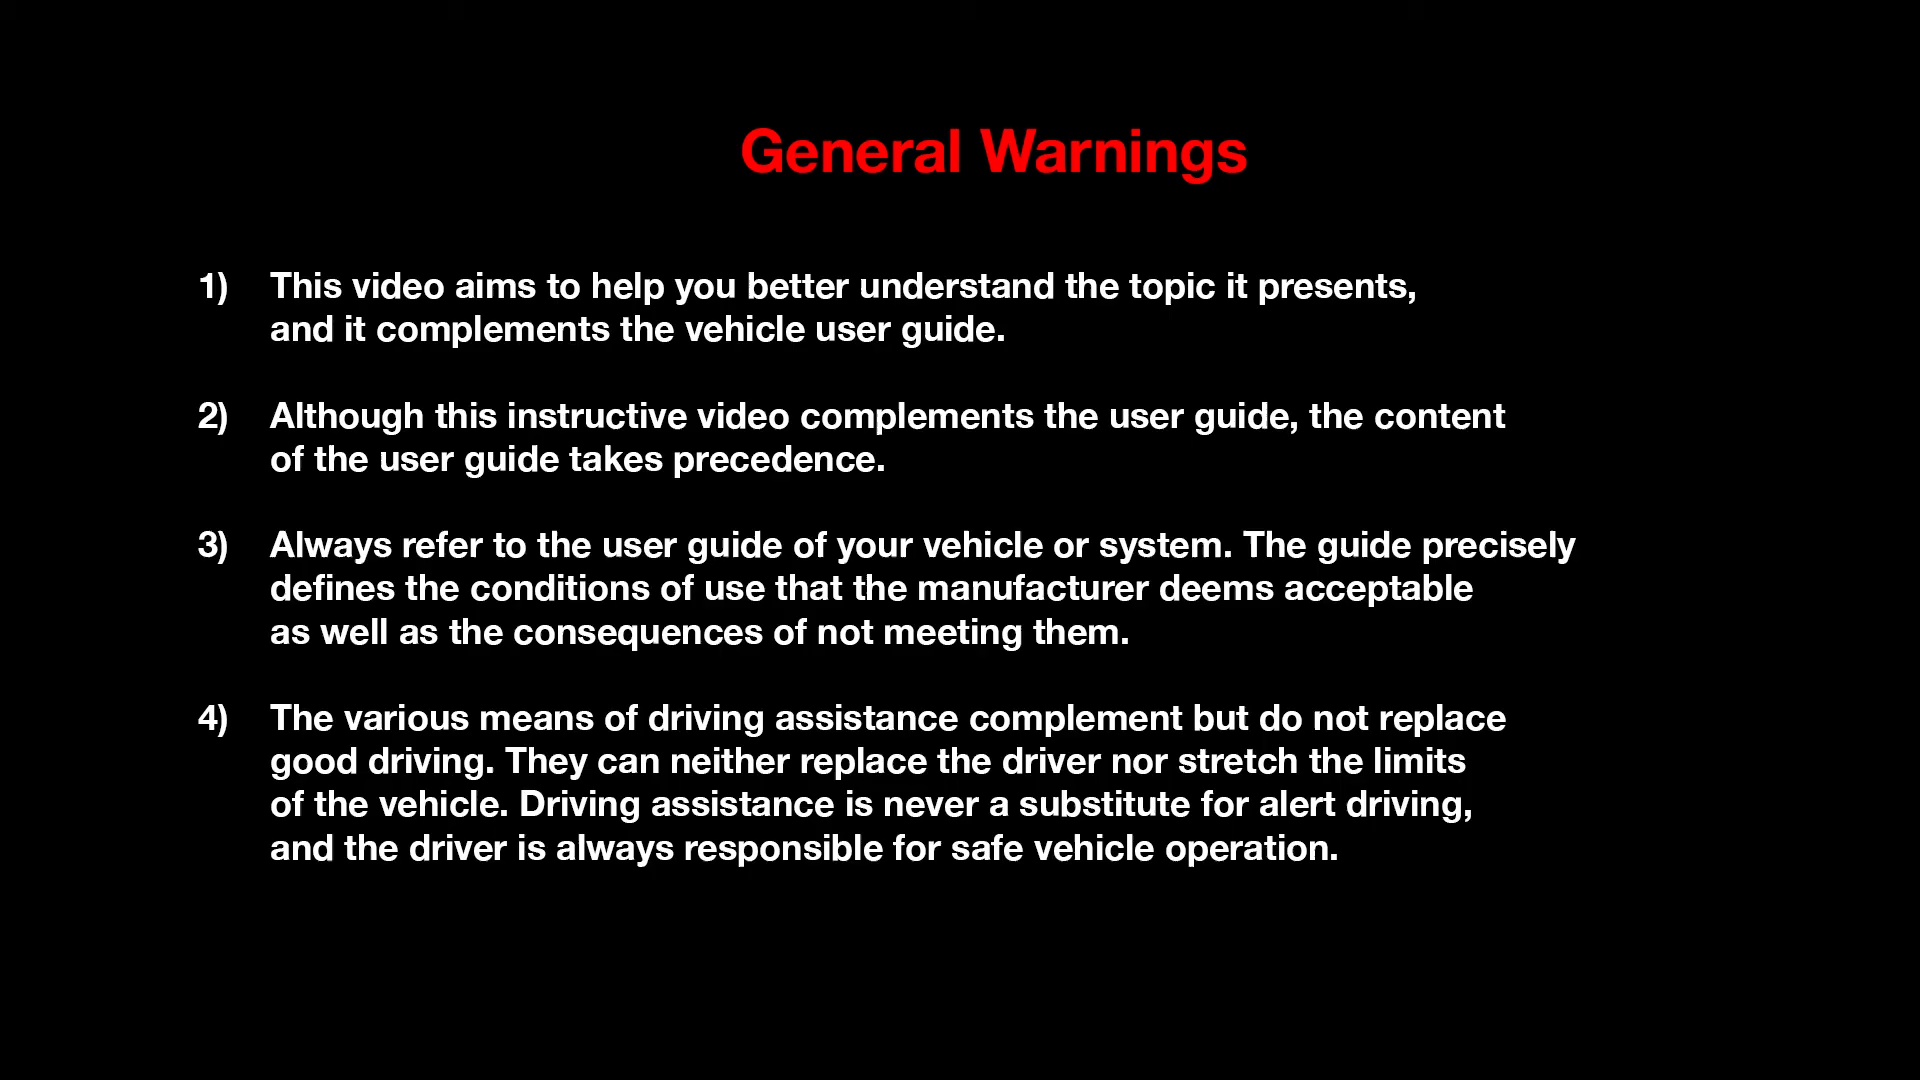 General Warnings
1) This video aims to help you better understand the topic it presents,
and it complements the vehicle user guide.
2) Although this instructive video complements the user guide, the content
of the user guide takes precedence.
3) Always refer to the user guide of your vehicle or system. The guide precisely
defines the conditions of use that the manufacturer deems acceptable
as well as the consequences of not meeting them.
4) The various means of driving assistance complement but do not replace
good driving. They can neither replace the driver nor stretch the limits
of the vehicle. Driving assistance is never a substitute for alert driving,
and the driver is always responsible for safe vehicle operation.